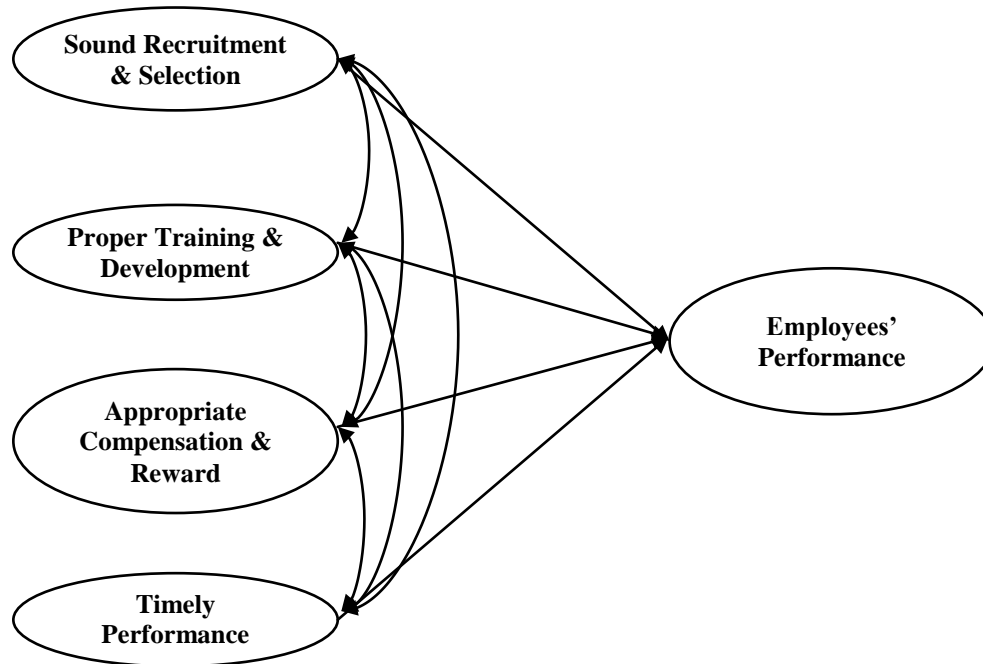 Sound Recruitment
& Selection
Proper Training &
Development
Appropriate
Compensation &
Reward
Timely
Performance
Employees’
Performance